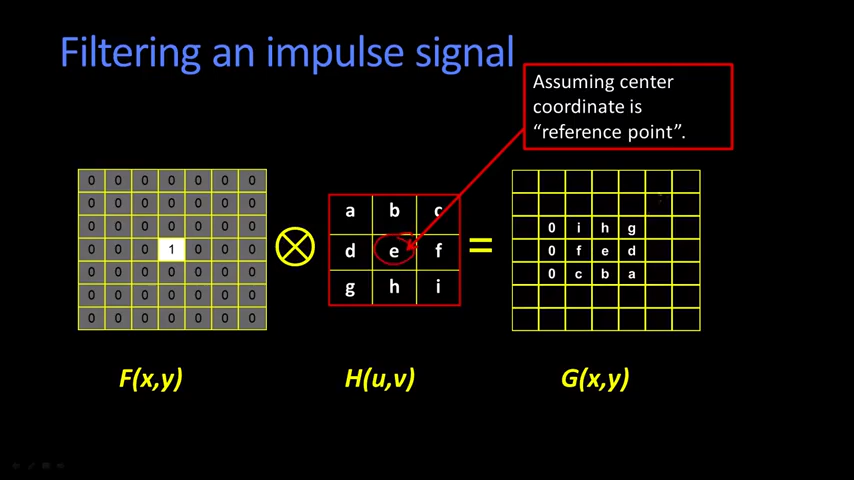 Filtering an impulse signal
Assuming center
coordinate is
“reference point”.
0 0 0 0 0 0 0
0 0 0 0 0 0 0
0 0 0 0 0 0 0
0 0 0 1 0 0 0
0 0 0 0 0 0 0
0 0 0 0 0 0 0
0 0 0 0 0 0 0
⊗
a b c
d e f
g h i
=
0 i h g
0 f e d
0 c b a
F(x,y)
H(u,v)
G(x,y)